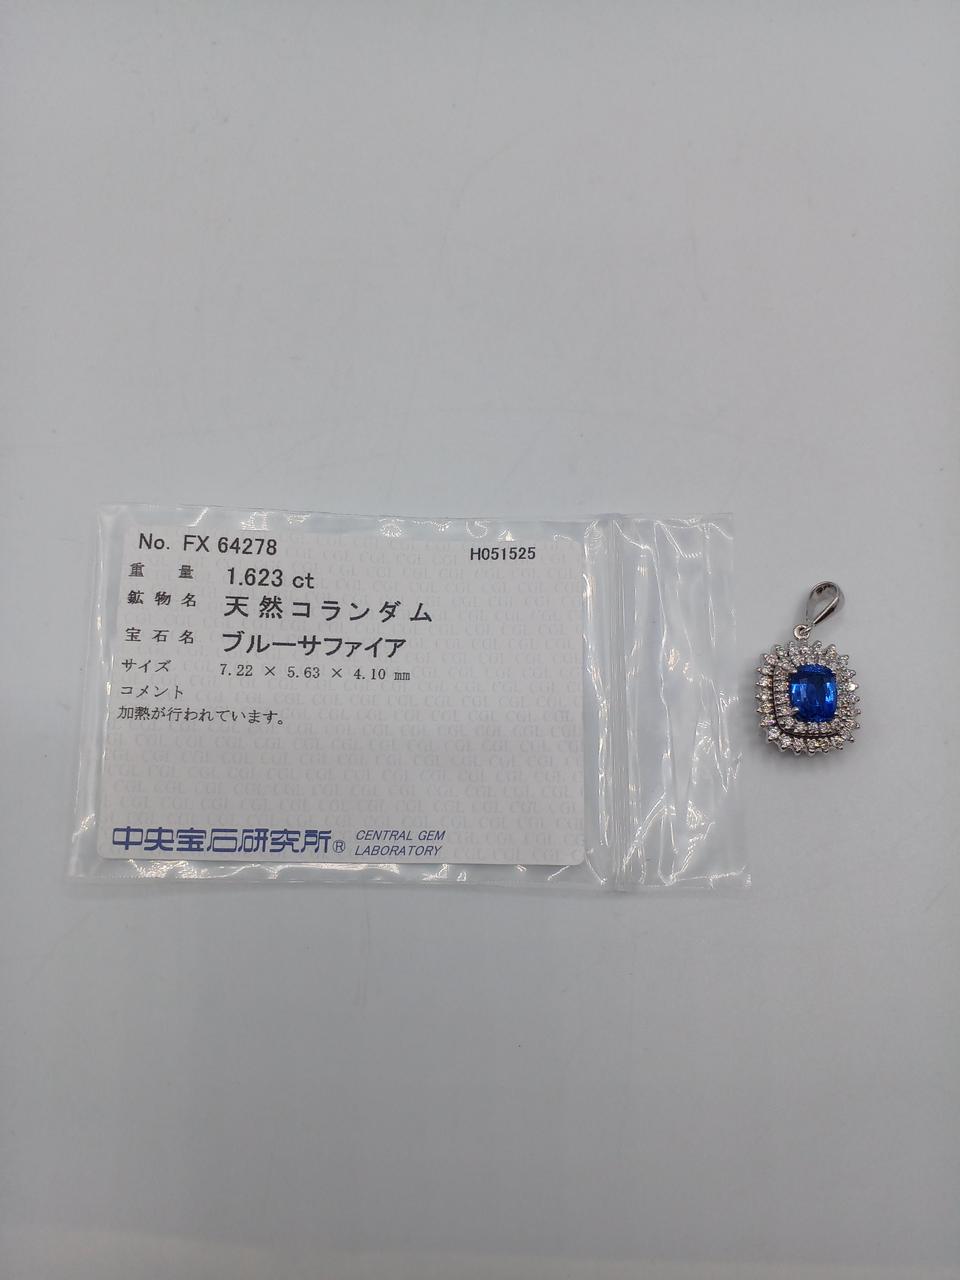 No. FX 64278 H051525
重量 1.623 ct
鉱物名 天然コランダム
宝石名 ブルーサファイア
サイズ 7.22 × 5.63 × 4.10 mm
コメント
加熱が行われています。
中央宝石研究所® CENTRAL GEM
LABORATORY